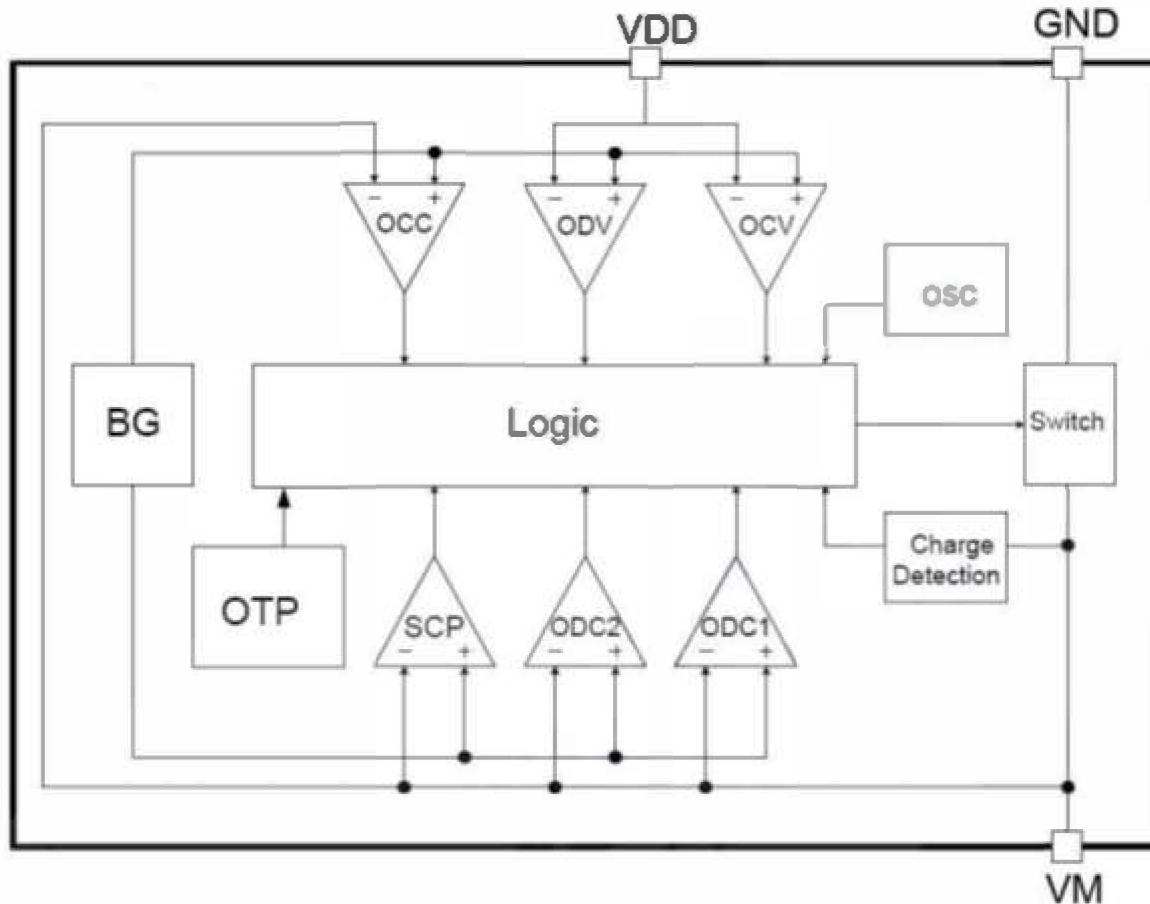 VDD
GND
− +
− +
− +
OCC
ODV
OCV
OSC
BG
Logic
Switch
Charge
Detection
OTP
SCP
ODC2
ODC1
− +
− +
− +
VM